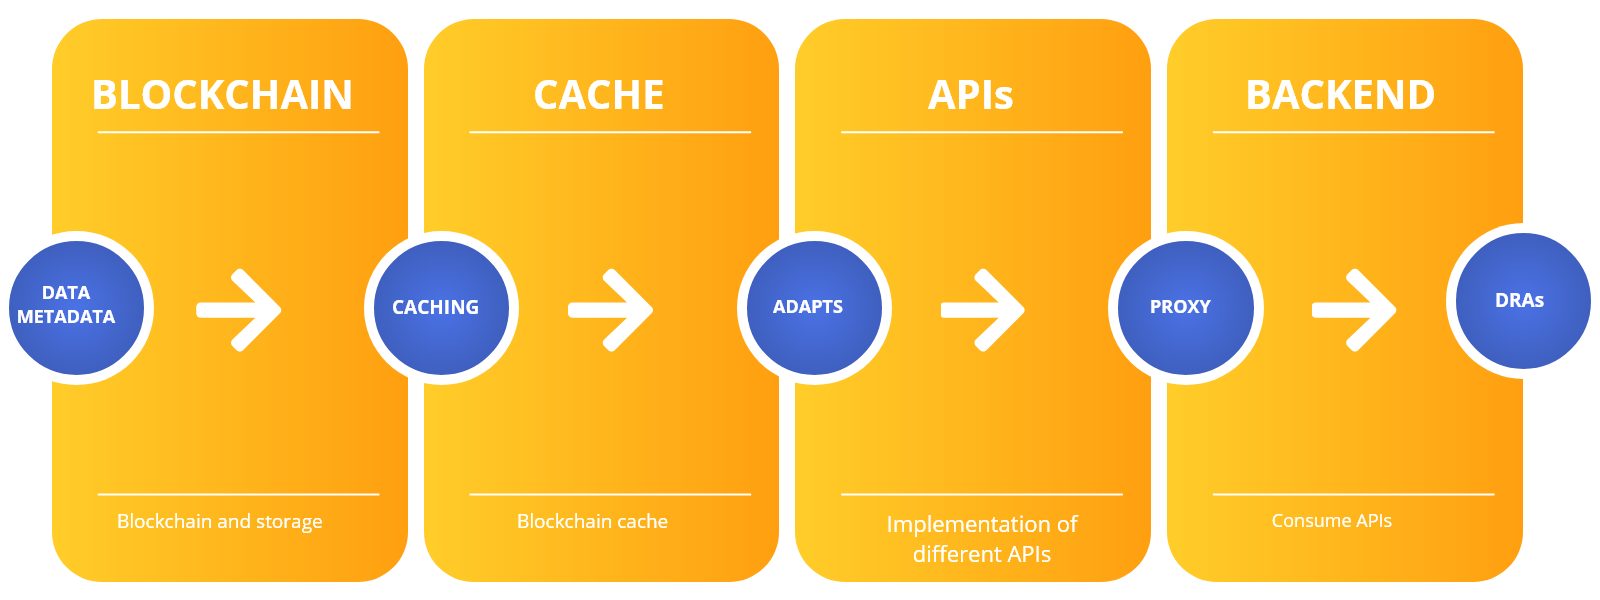 BLOCKCHAIN
CACHE
APIs
BACKEND
DATA
METADATA
CACHING
ADAPTS
PROXY
DRAs
Blockchain and storage
Blockchain cache
Implementation of
different APIs
Consume APIs